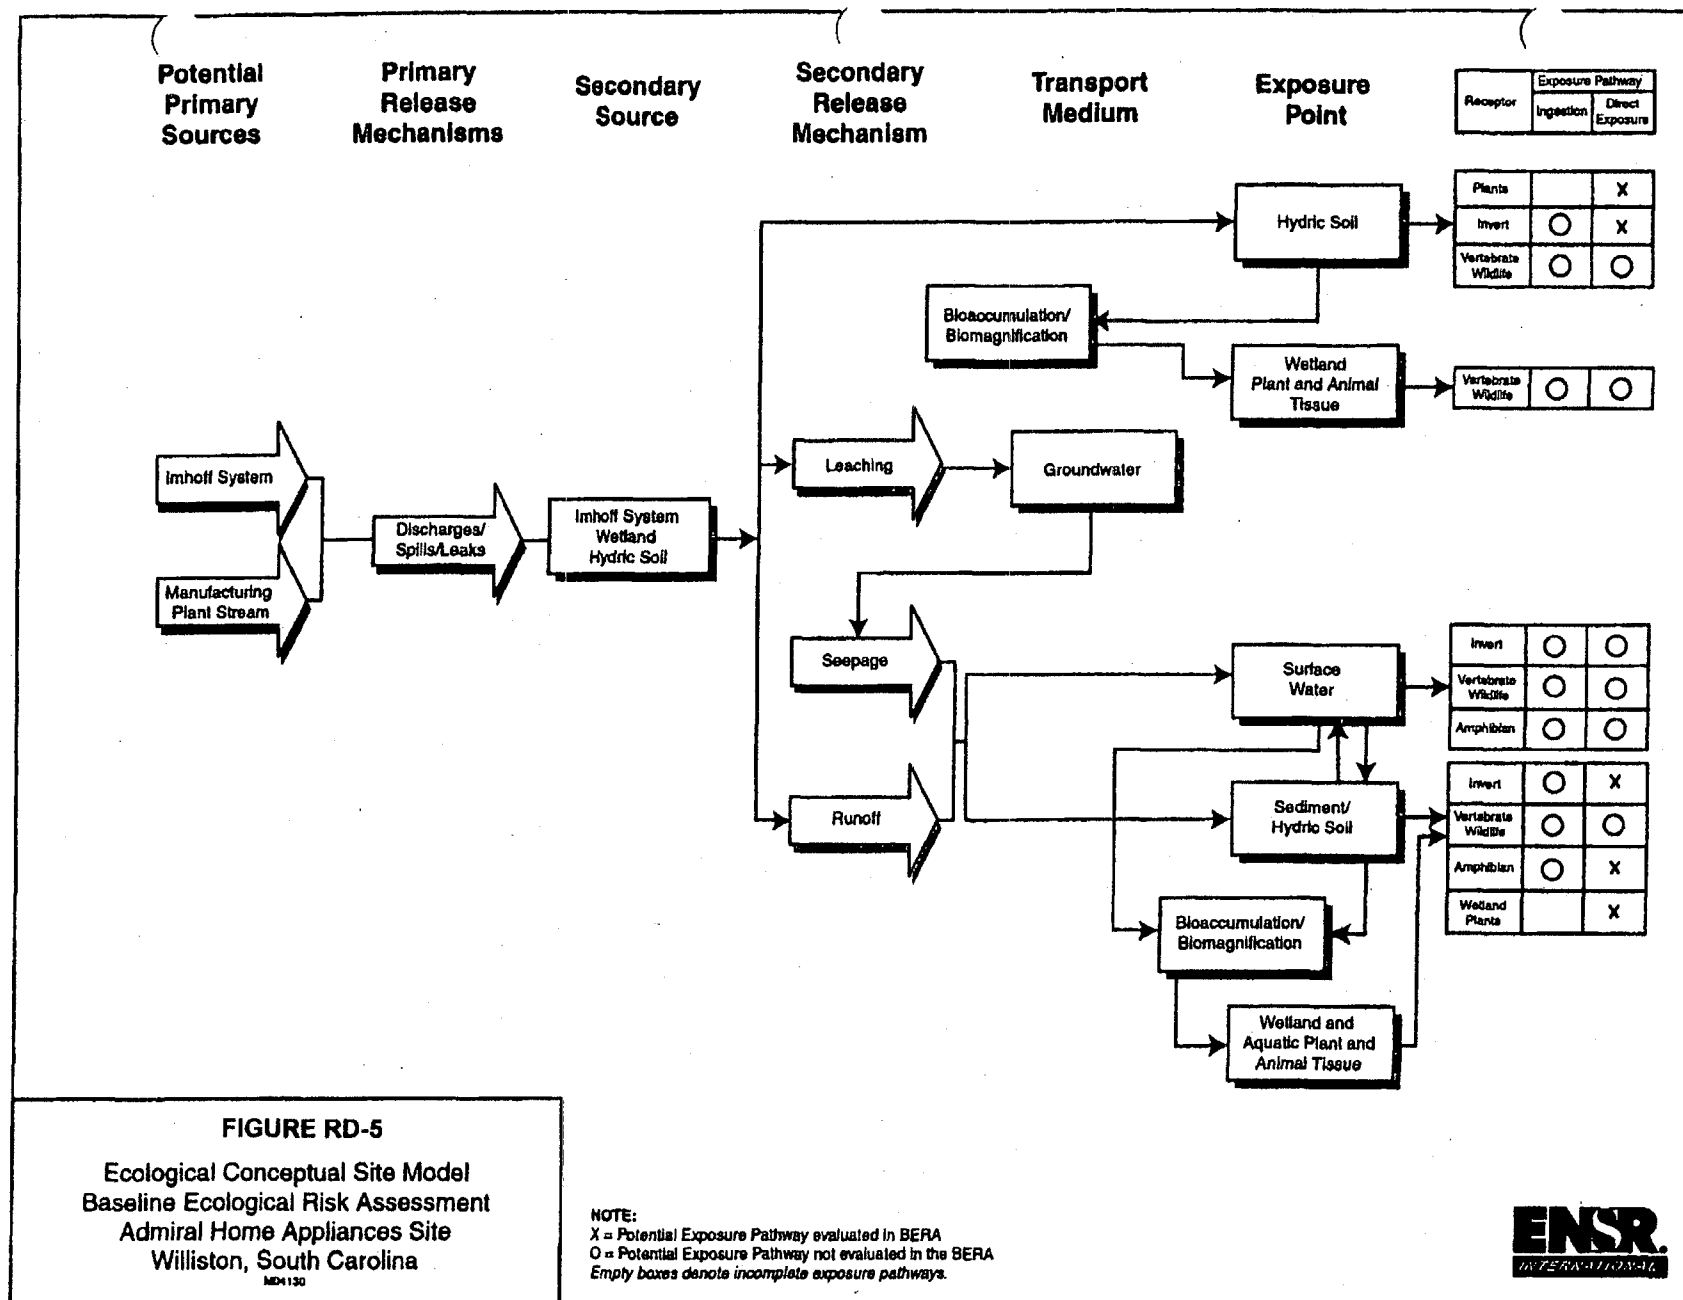 Potential
Primary
Sources
Primary
Release
Mechanisms
Secondary
Source
Secondary
Release
Mechanism
Transport
Medium
Exposure
Point
Receptor
Exposure Pathway
Ingestion
Direct
Exposure
Plants
X
Invert
O
X
Vertebrate
Wildlife
O
O
Hydric Soil
Bioaccumulation/
Biomagnification
Wetland
Plant and Animal
Tissue
Vertebrate
Wildlife
O
O
Imhoff System
Manufacturing
Plant Stream
Discharges/
Spills/Leaks
Imhoff System
Wetland
Hydric Soil
Leaching
Groundwater
Seepage
Runoff
Surface
Water
Invert
O
O
Vertebrate
Wildlife
O
O
Amphibian
O
O
Sediment/
Hydric Soil
Invert
O
X
Vertebrate
Wildlife
O
O
Amphibian
O
X
Wetland
Plants
X
Bioaccumulation/
Biomagnification
Wetland and
Aquatic Plant and
Animal Tissue
FIGURE RD-5
Ecological Conceptual Site Model
Baseline Ecological Risk Assessment
Admiral Home Appliances Site
Williston, South Carolina
MD4130
NOTE:
X = Potential Exposure Pathway evaluated in BERA
O = Potential Exposure Pathway not evaluated in the BERA
Empty boxes denote incomplete exposure pathways.
ENSR.
INTERNATIONAL